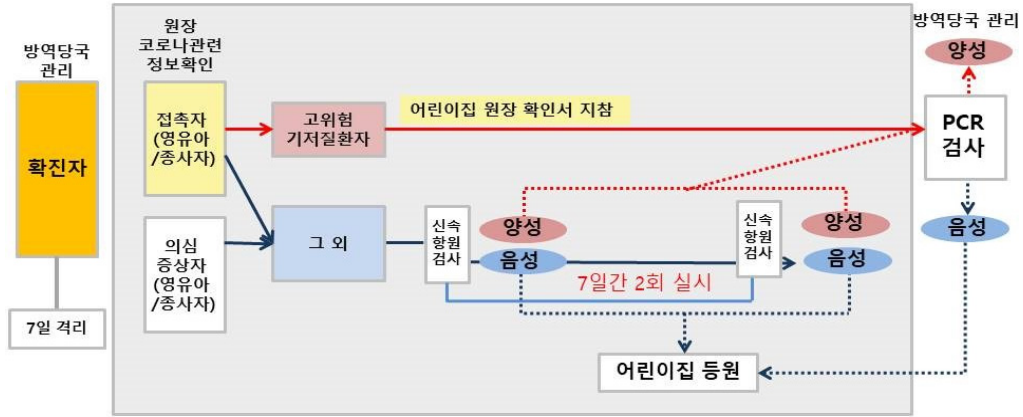 방역당국
관리
확진자
7일 격리
원장
코로나관련
정보확인
접촉자
(영유아
/종사자)
의심
증상자
(영유아
/종사자)
고위험
기저질환자
그 외
어린이집 원장 확인서 지참
신속
항원
검사
양성
음성
7일간 2회 실시
신속
항원
검사
양성
음성
어린이집 등원
방역당국 관리
양성
PCR
검사
음성